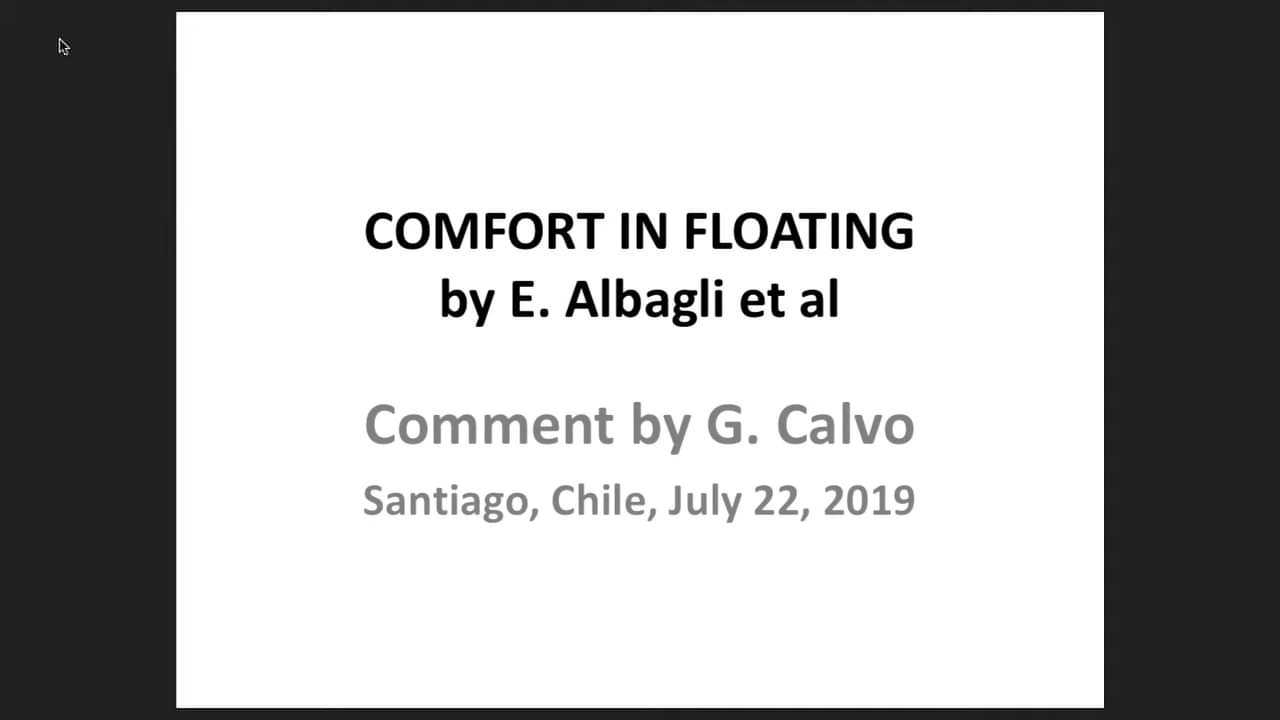 COMFORT IN FLOATING
by E. Albagli et al
Comment by G. Calvo
Santiago, Chile, July 22, 2019